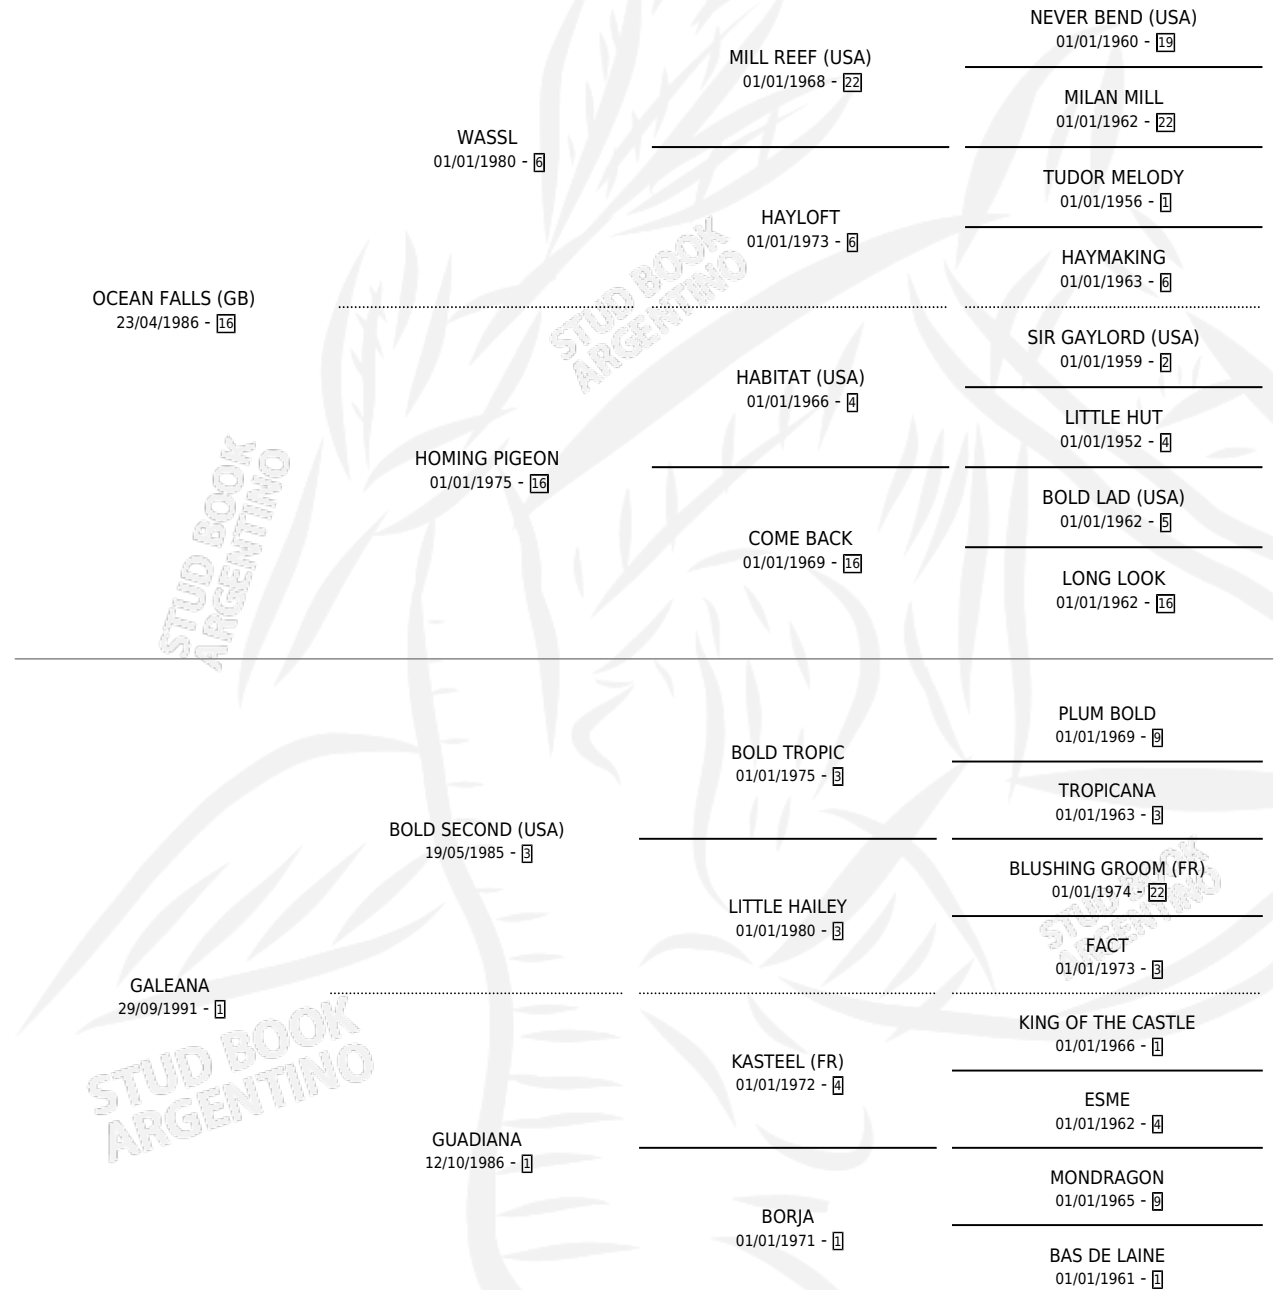 NEVER BEND (USA)
01/01/1960 - 19
MILL REEF (USA)
01/01/1968 - 22
MILAN MILL
01/01/1962 - 22
WASSL
01/01/1980 - 6
TUDOR MELODY
01/01/1956 - 1
HAYLOFT
01/01/1973 - 6
HAYMAKING
01/01/1963 - 6
OCEAN FALLS (GB)
23/04/1986 - 16
SIR GAYLORD (USA)
01/01/1959 - 2
HABITAT (USA)
01/01/1966 - 4
LITTLE HUT
01/01/1952 - 4
HOMING PIGEON
01/01/1975 - 16
BOLD LAD (USA)
01/01/1962 - 5
COME BACK
01/01/1969 - 16
LONG LOOK
01/01/1962 - 16
PLUM BOLD
01/01/1969 - 9
BOLD TROPIC
01/01/1975 - 3
TROPICANA
01/01/1963 - 3
BOLD SECOND (USA)
19/05/1985 - 3
BLUSHING GROOM (FR)
01/01/1974 - 22
LITTLE HAILEY
01/01/1980 - 3
FACT
01/01/1973 - 3
GALEANA
29/09/1991 - 1
KING OF THE CASTLE
01/01/1966 - 1
KASTEEL (FR)
01/01/1972 - 4
ESME
01/01/1962 - 4
GUADIANA
12/10/1986 - 1
MONDRAGON
01/01/1965 - 9
BORJA
01/01/1971 - 1
BAS DE LAINE
01/01/1961 - 1
STUD BOOK
ARGENTINO
STUD BOOK
ARGENTINO
STUD BOOK
ARGENTINO
STUD BOOK
ARGENTINO